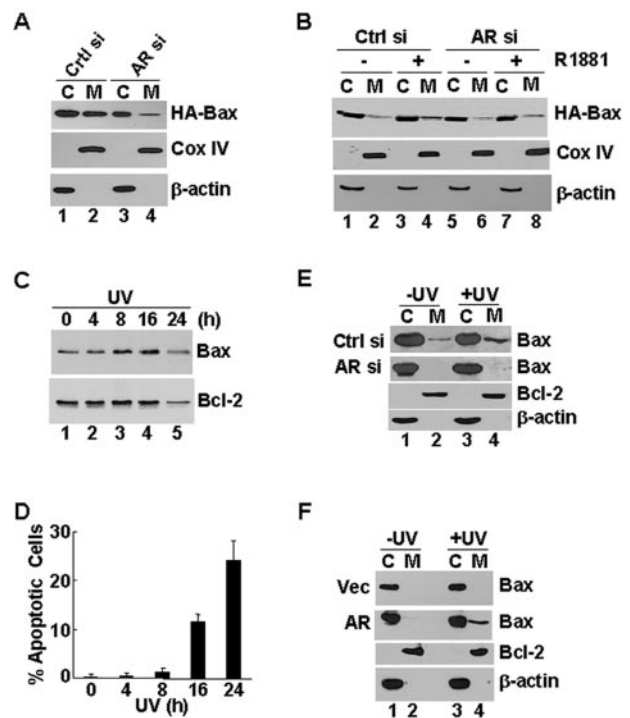 A
Crtl si AR si
C M C M
HA-Bax
Cox IV
β-actin
1 2 3 4
B
Ctrl si AR si
- + - + R1881
C M C M C M C M
HA-Bax
Cox IV
β-actin
1 2 3 4 5 6 7 8
C
UV
0 4 8 16 24 (h)
Bax
Bcl-2
1 2 3 4 5
E
-UV +UV
C M C M
Ctrl si Bax
AR si Bax
Bcl-2
β-actin
1 2 3 4
D
% Apoptotic Cells
30
20
10
0
0 4 8 16 24
UV (h)
F
-UV +UV
C M C M
Vec Bax
AR Bax
Bcl-2
β-actin
1 2 3 4